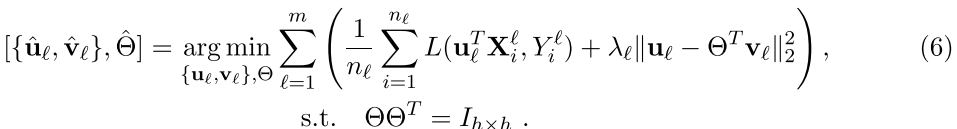 [{û_ℓ, v̂_ℓ}, Θ̂] = arg min_{{u_ℓ,v_ℓ},Θ} ∑_{ℓ=1}^{m} ( 1/n_ℓ ∑_{i=1}^{n_ℓ} L(u_ℓ^T X_i^ℓ, Y_i^ℓ) + λ_ℓ‖u_ℓ − Θ^T v_ℓ‖_2^2 ), (6)
s.t. ΘΘ^T = I_{h×h} .